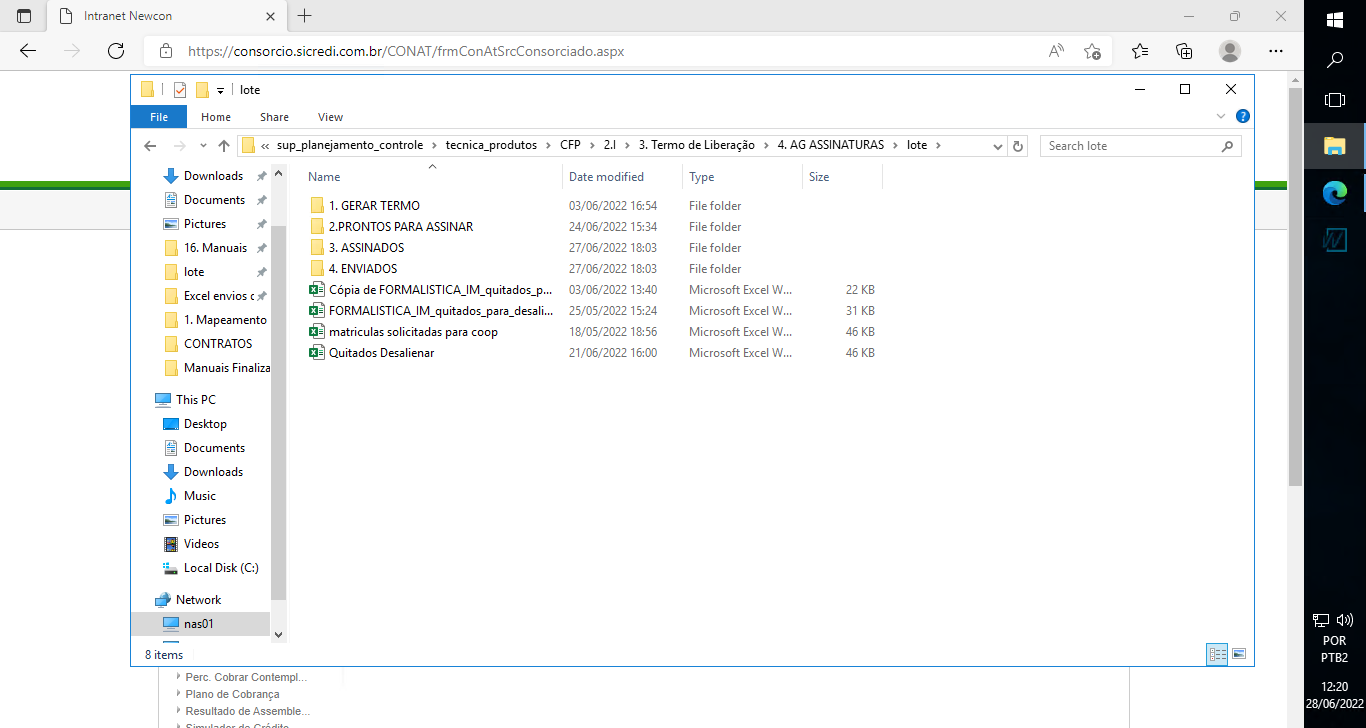 Intranet Newcon
https://consorcio.sicredi.com.br/CONAT/frmConAtSrcConsorciado.aspx
lote
File Home Share View
« sup_planejamento_controle > tecnica_produtos > CFP > 2.I > 3. Termo de Liberação > 4. AG ASSINATURAS > lote >
Search lote
Name Date modified Type Size
1. GERAR TERMO 03/06/2022 16:54 File folder
2.PRONTOS PARA ASSINAR 24/06/2022 15:34 File folder
3. ASSINADOS 27/06/2022 18:03 File folder
4. ENVIADOS 27/06/2022 18:03 File folder
Cópia de FORMALISTICA_IM_quitados_p... 03/06/2022 13:40 Microsoft Excel W... 22 KB
FORMALISTICA_IM_quitados_para_desali... 25/05/2022 15:24 Microsoft Excel W... 31 KB
matriculas solicitadas para coop 18/05/2022 18:56 Microsoft Excel W... 46 KB
Quitados Desalienar 21/06/2022 16:00 Microsoft Excel W... 46 KB
Downloads
Documents
Pictures
16. Manuais
lote
Excel envios c
1. Mapeamento
CONTRATOS
Manuais Finaliza
This PC
Desktop
Documents
Downloads
Music
Pictures
Videos
Local Disk (C:)
Network
nas01
8 items
Perc. Cobrar Contempl...
Plano de Cobrança
Resultado de Assemble...
Simulador de Crédito
POR
PTB2
12:20
28/06/2022